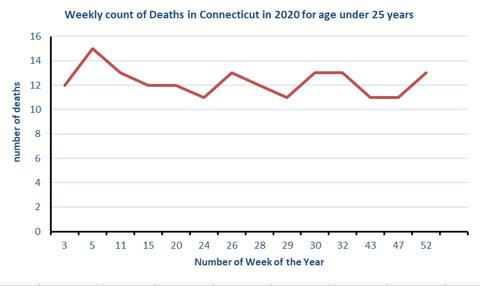 Weekly count of Deaths in Connecticut in 2020 for age under 25 years
16
14
12
10
8
6
4
2
0
number of deaths
3 5 11 15 20 24 26 28 29 30 32 43 47 52
Number of Week of the Year